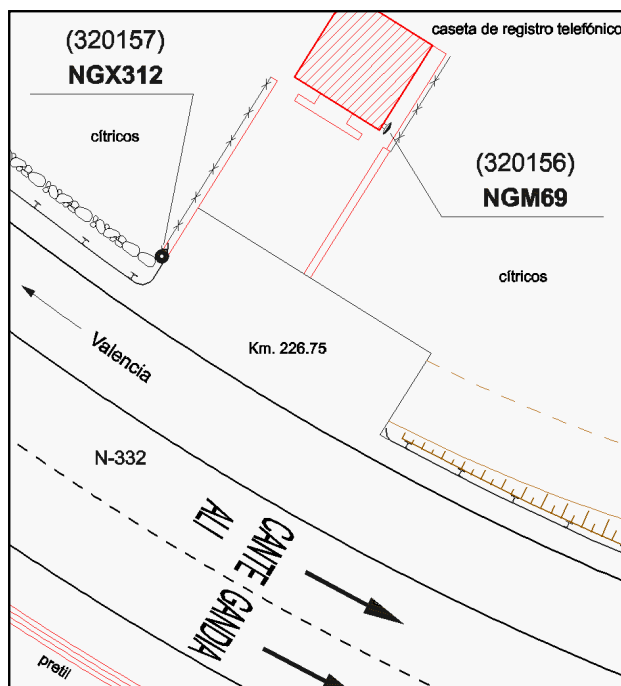 caseta de registro telefónico
(320157)
NGX312
cítricos
(320156)
NGM69
cítricos
Km. 226.75
Valencia
N-332
ALI
CANTE
GANDIA
pretil